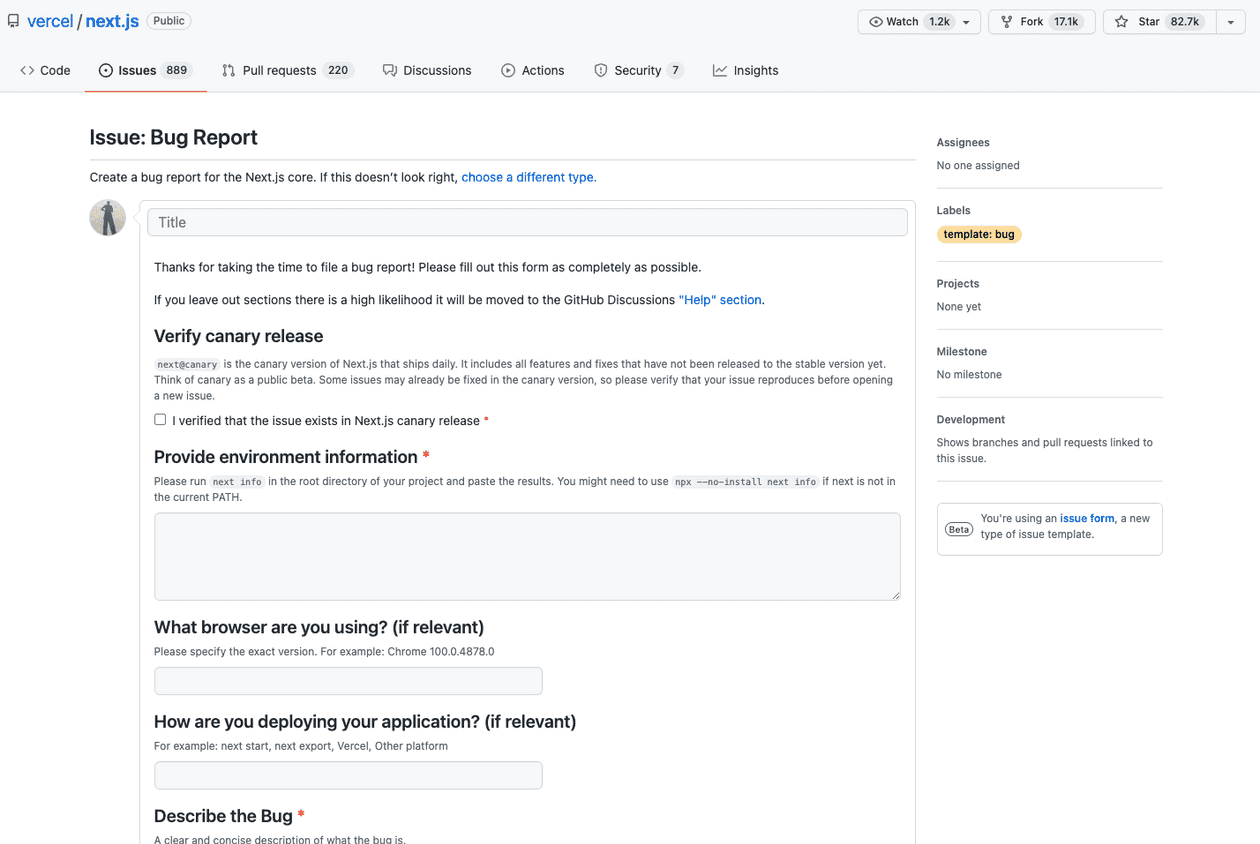 vercel / next.js Public
Watch 1.2k Fork 17.1k Star 82.7k
Code Issues 889 Pull requests 220 Discussions Actions Security 7 Insights
Issue: Bug Report
Create a bug report for the Next.js core. If this doesn't look right, choose a different type.
Title
Thanks for taking the time to file a bug report! Please fill out this form as completely as possible.
If you leave out sections there is a high likelihood it will be moved to the GitHub Discussions "Help" section.
Verify canary release
next@canary is the canary version of Next.js that ships daily. It includes all features and fixes that have not been released to the stable version yet.
Think of canary as a public beta. Some issues may already be fixed in the canary version, so please verify that your issue reproduces before opening
a new issue.
I verified that the issue exists in Next.js canary release *
Provide environment information *
Please run next info in the root directory of your project and paste the results. You might need to use npx --no-install next info if next is not in
the current PATH.
What browser are you using? (if relevant)
Please specify the exact version. For example: Chrome 100.0.4878.0
How are you deploying your application? (if relevant)
For example: next start, next export, Vercel, Other platform
Describe the Bug *
A clear and concise description of what the bug is.
Assignees
No one assigned
Labels
template: bug
Projects
None yet
Milestone
No milestone
Development
Shows branches and pull requests linked to
this issue.
Beta
You're using an issue form, a new
type of issue template.